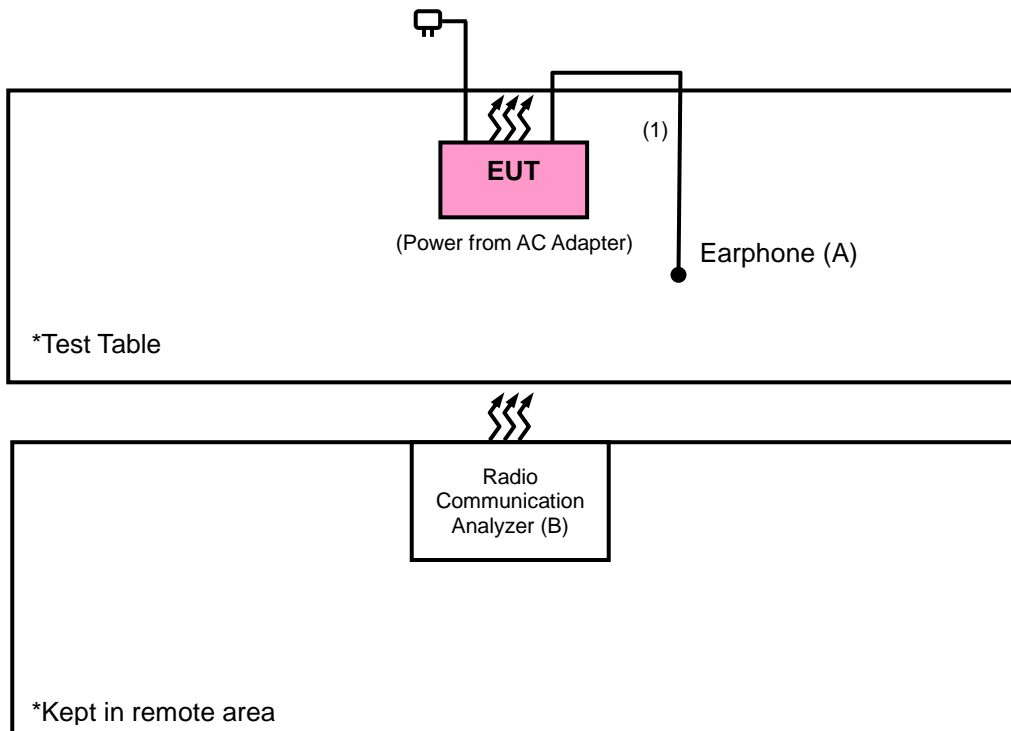 (1)
EUT
(Power from AC Adapter)
Earphone (A)
*Test Table
Radio
Communication
Analyzer (B)
*Kept in remote area